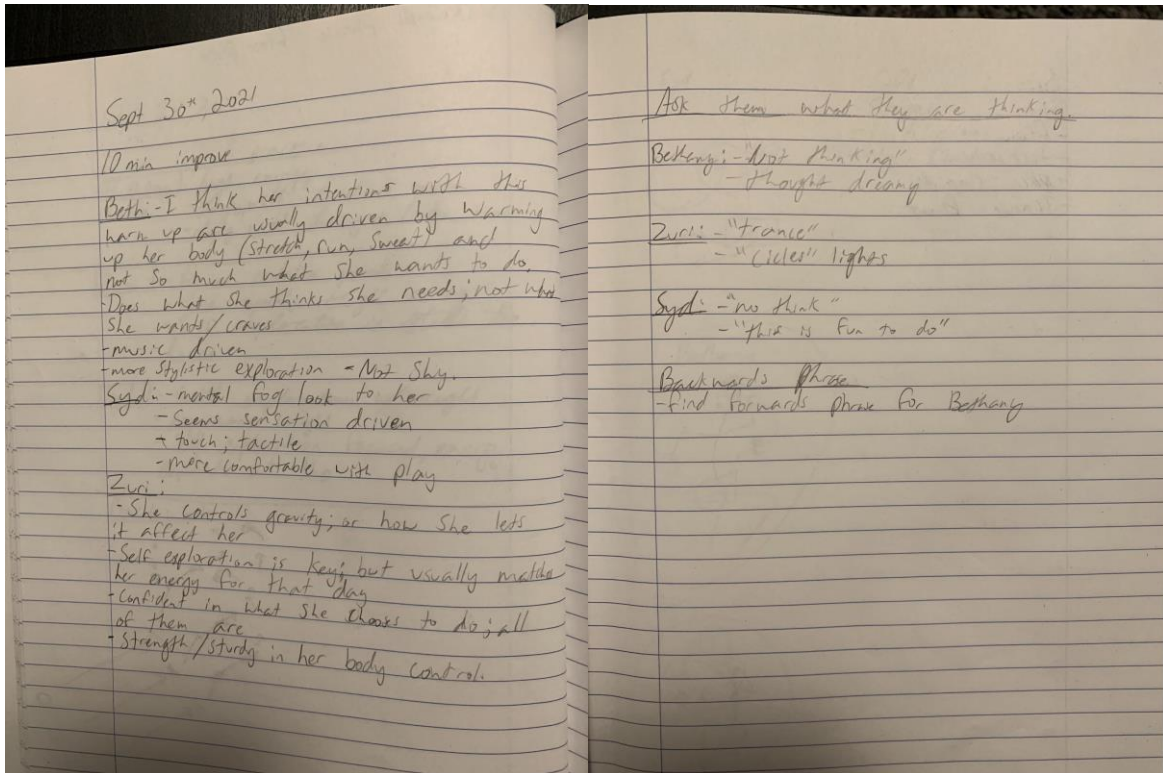 Sept 30th, 2021
10 min improve
Beth:-I think her intentions with this
warm up are usually driven by warming
up her body (stretch, run, sweat) and
not so much what she wants to do.
-Does what she thinks she needs; not what
she wants/craves
-music driven
-more stylistic exploration - Not Shy.
Syd:-mental fog look to her
-Seems sensation driven
-touch; tactile
-more comfortable with play
Zuri:
-She controls gravity; or how she lets
it affect her
-Self exploration is key; but usually matches
her energy for that day
-Confident in what she chooses to do; all
of them are
-Strength/sturdy in her body control.
Ask them what they are thinking.
Bethany:-"Not thinking"
-thought dreamy
Zuri: -"trance"
-"Cicles" lights
Syd: -"no think"
-"this is fun to do"
Backwards Phrase
-find forwards phrase for Bethany